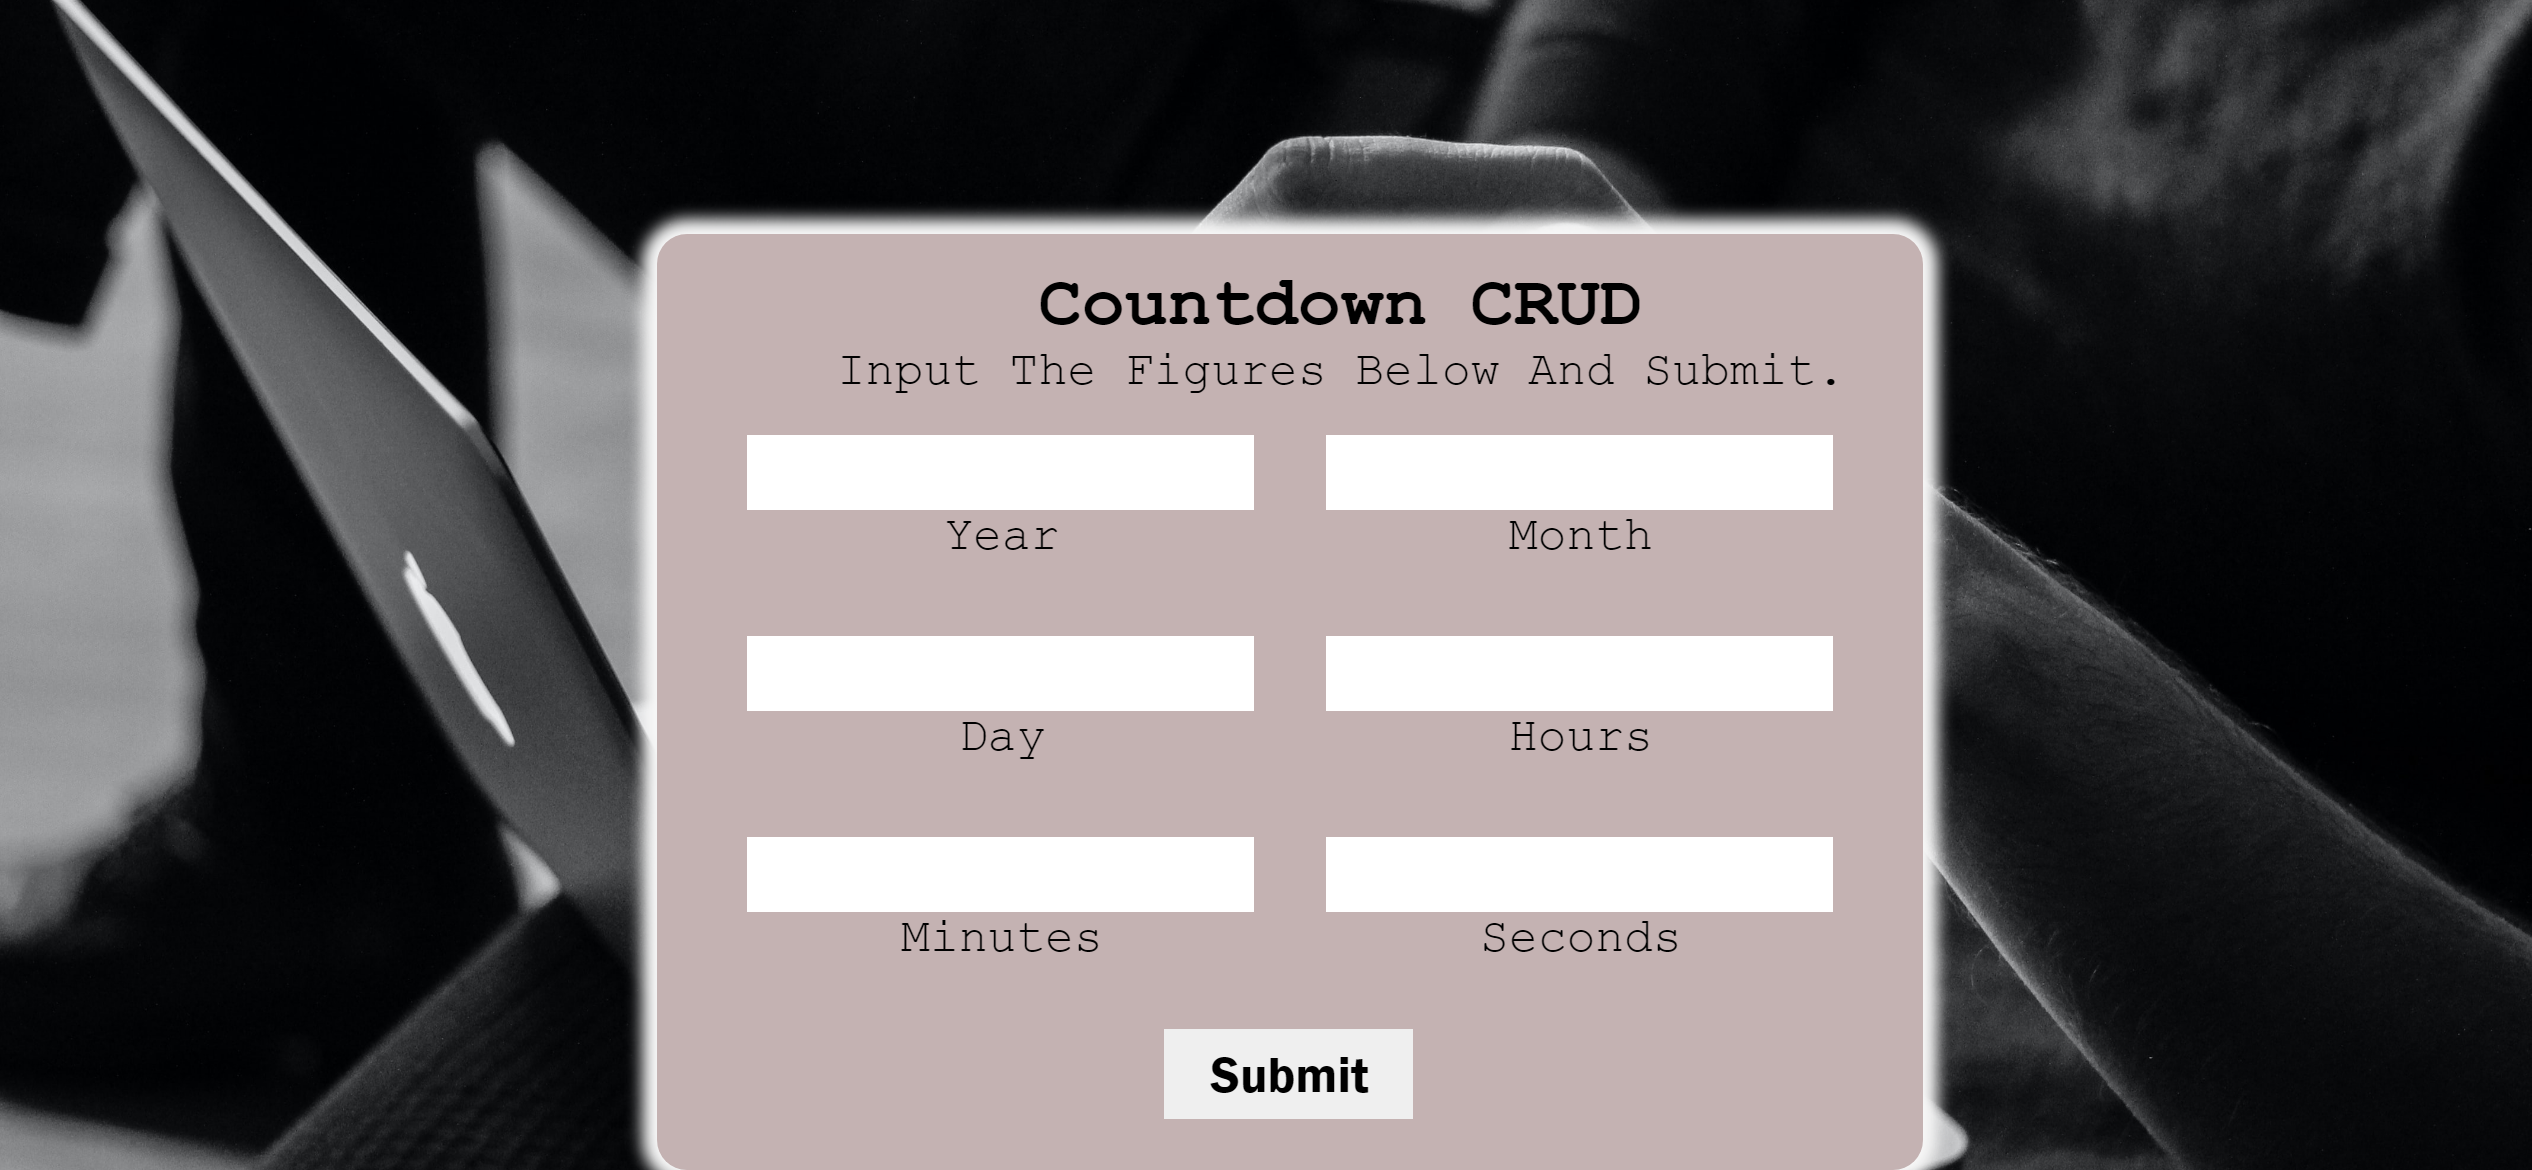 Countdown CRUD
Input The Figures Below And Submit.
Year Month
Day Hours
Minutes Seconds
Submit